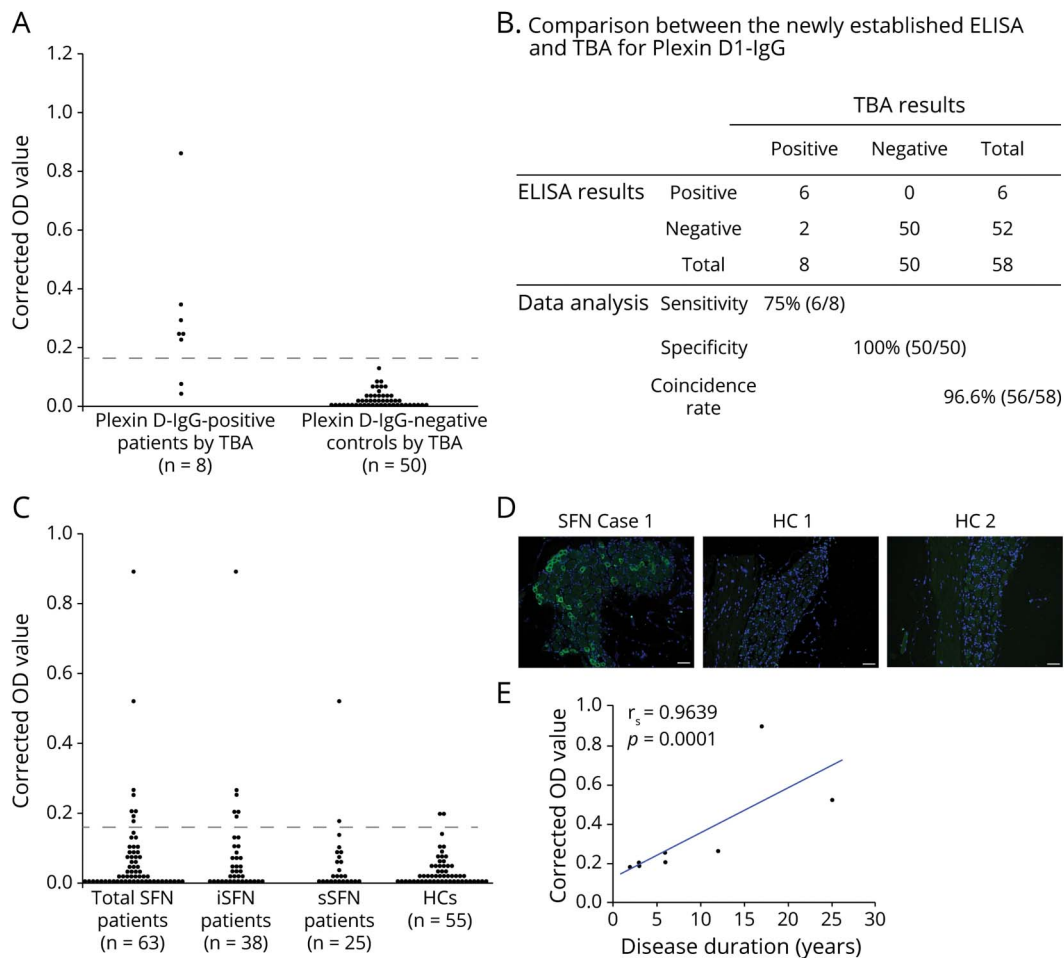 A
1.2
1.0
0.8
0.6
0.4
0.2
0.0
Corrected OD value
Plexin D-IgG-positive
patients by TBA
(n = 8)
Plexin D-IgG-negative
controls by TBA
(n = 50)
B. Comparison between the newly established ELISA
and TBA for Plexin D1-IgG
TBA results
Positive Negative Total
ELISA results Positive 6 0 6
Negative 2 50 52
Total 8 50 58
Data analysis Sensitivity 75% (6/8)
Specificity 100% (50/50)
Coincidence
rate
96.6% (56/58)
C
1.0
0.8
0.6
0.4
0.2
0.0
Corrected OD value
Total SFN
patients
(n = 63)
iSFN
patients
(n = 38)
sSFN
patients
(n = 25)
HCs
(n = 55)
D
SFN Case 1 HC 1 HC 2
E
rs = 0.9639
p = 0.0001
1.0
0.8
0.6
0.4
0.2
0.0
Corrected OD value
0 5 10 15 20 25 30
Disease duration (years)